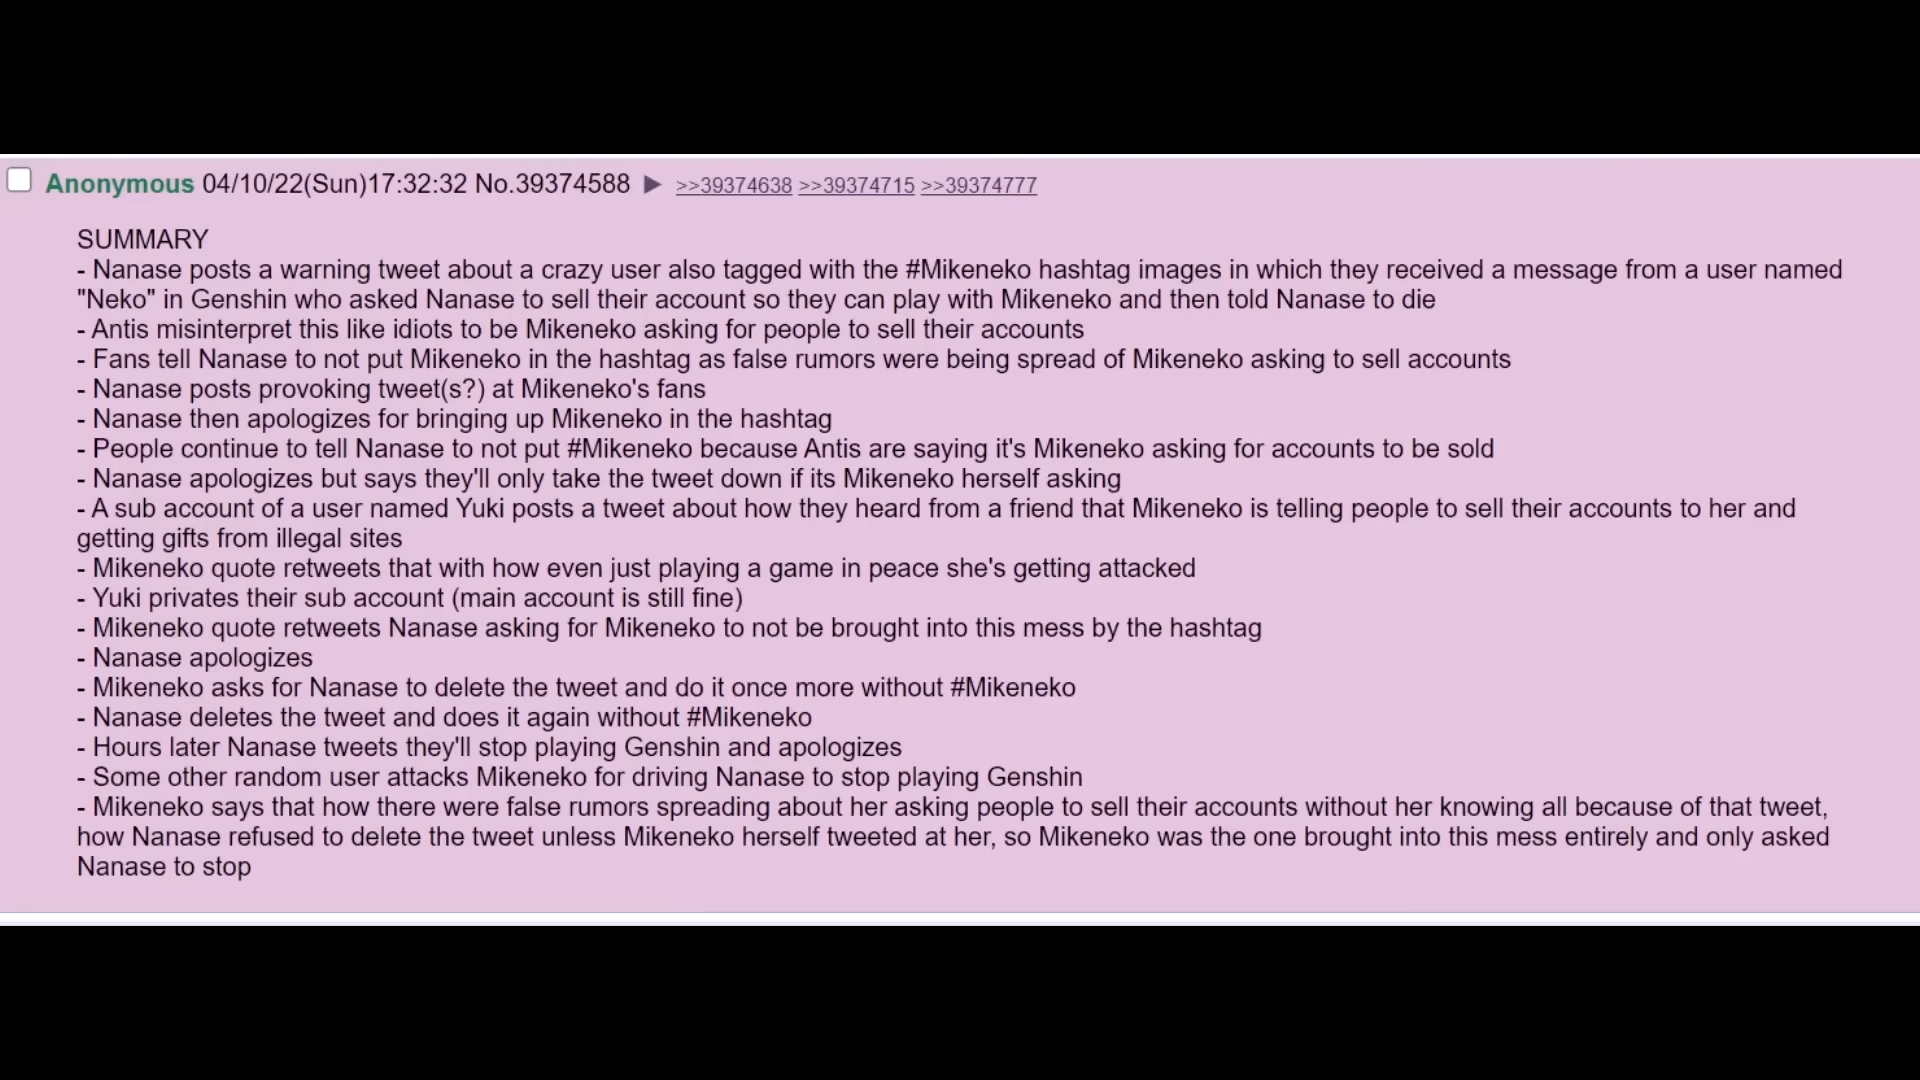 Anonymous 04/10/22(Sun)17:32:32 No.39374588 ▶ >>39374638 >>39374715 >>39374777
SUMMARY
- Nanase posts a warning tweet about a crazy user also tagged with the #Mikeneko hashtag images in which they received a message from a user named
"Neko" in Genshin who asked Nanase to sell their account so they can play with Mikeneko and then told Nanase to die
- Antis misinterpret this like idiots to be Mikeneko asking for people to sell their accounts
- Fans tell Nanase to not put Mikeneko in the hashtag as false rumors were being spread of Mikeneko asking to sell accounts
- Nanase posts provoking tweet(s?) at Mikeneko's fans
- Nanase then apologizes for bringing up Mikeneko in the hashtag
- People continue to tell Nanase to not put #Mikeneko because Antis are saying it's Mikeneko asking for accounts to be sold
- Nanase apologizes but says they'll only take the tweet down if its Mikeneko herself asking
- A sub account of a user named Yuki posts a tweet about how they heard from a friend that Mikeneko is telling people to sell their accounts to her and
getting gifts from illegal sites
- Mikeneko quote retweets that with how even just playing a game in peace she's getting attacked
- Yuki privates their sub account (main account is still fine)
- Mikeneko quote retweets Nanase asking for Mikeneko to not be brought into this mess by the hashtag
- Nanase apologizes
- Mikeneko asks for Nanase to delete the tweet and do it once more without #Mikeneko
- Nanase deletes the tweet and does it again without #Mikeneko
- Hours later Nanase tweets they'll stop playing Genshin and apologizes
- Some other random user attacks Mikeneko for driving Nanase to stop playing Genshin
- Mikeneko says that how there were false rumors spreading about her asking people to sell their accounts without her knowing all because of that tweet,
how Nanase refused to delete the tweet unless Mikeneko herself tweeted at her, so Mikeneko was the one brought into this mess entirely and only asked
Nanase to stop